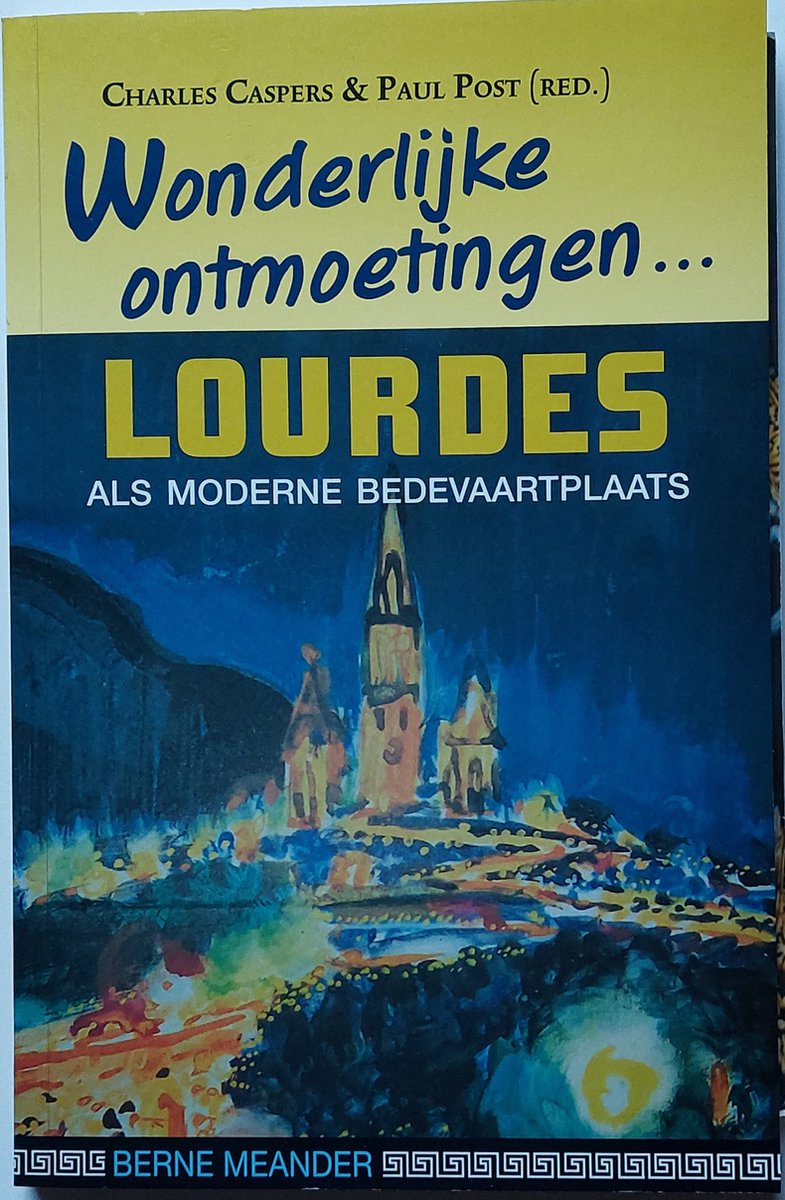 CHARLES CASPERS & PAUL POST (RED.)
Wonderlijke
ontmoetingen...
LOURDES
ALS MODERNE BEDEVAARTPLAATS
BERNE MEANDER